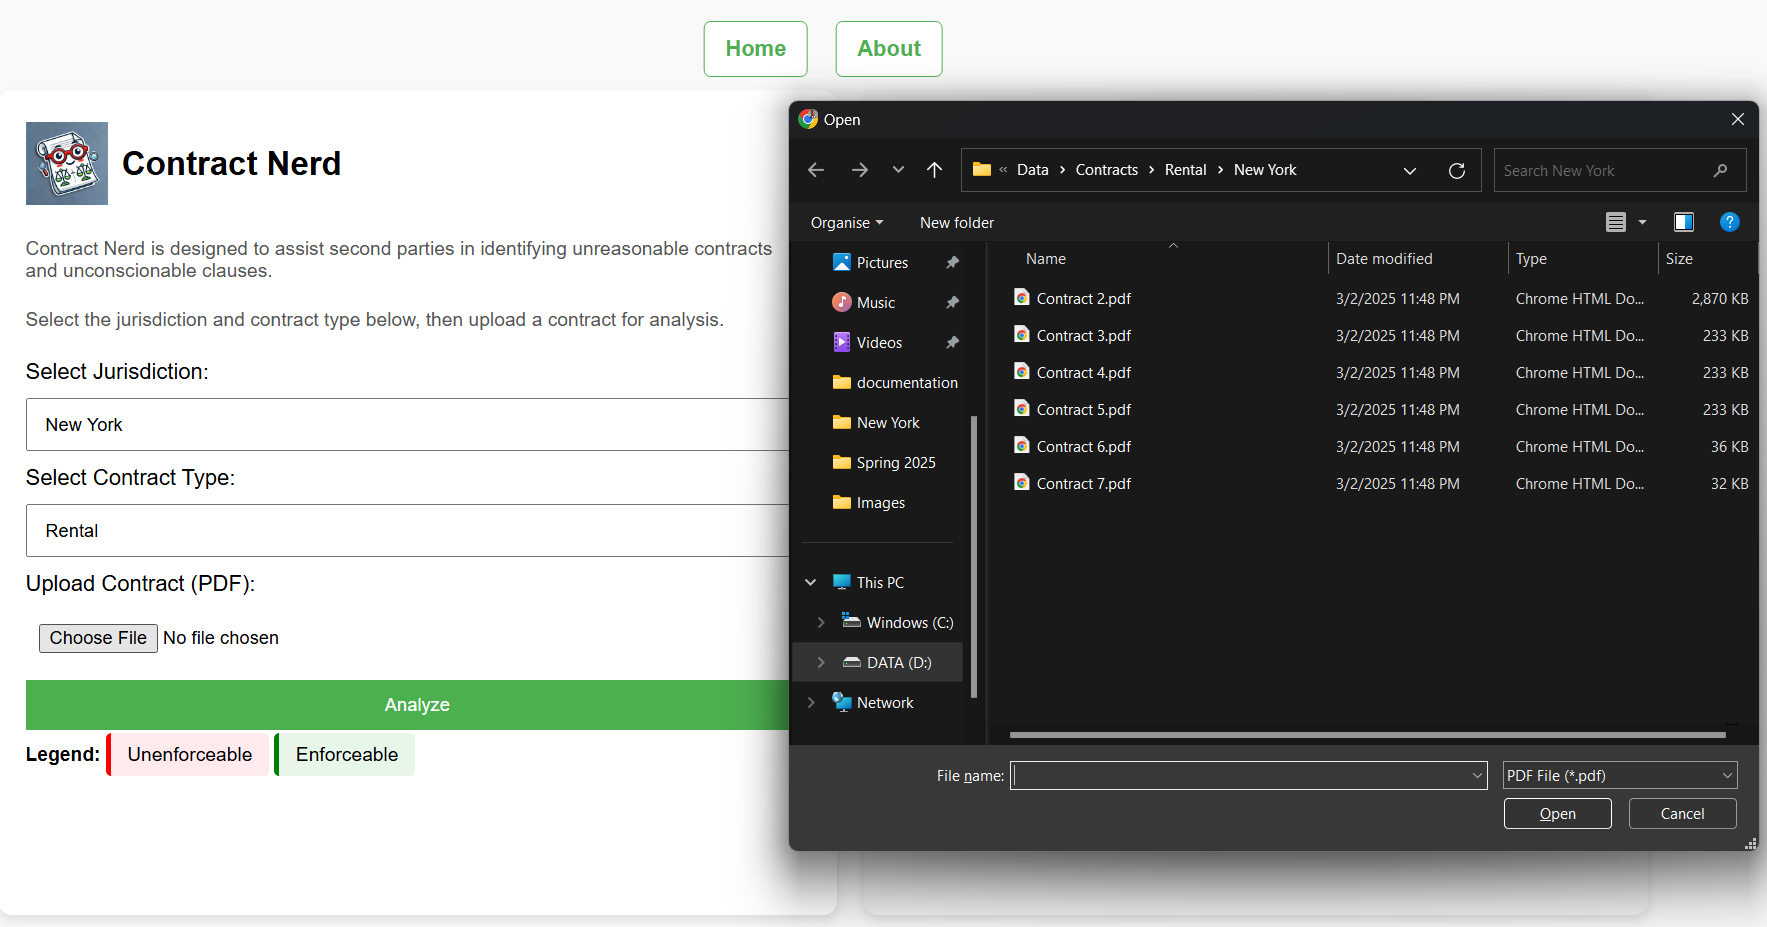 Home
About
Contract Nerd
Contract Nerd is designed to assist second parties in identifying unreasonable contracts
and unconscionable clauses.
Select the jurisdiction and contract type below, then upload a contract for analysis.
Select Jurisdiction:
New York
Select Contract Type:
Rental
Upload Contract (PDF):
Choose File No file chosen
Analyze
Legend: Unenforceable Enforceable
Open
« Data › Contracts › Rental › New York
Search New York
Organise New folder
Pictures
Music
Videos
documentation
New York
Spring 2025
Images
This PC
Windows (C:)
DATA (D:)
Network
Name Date modified Type Size
Contract 2.pdf 3/2/2025 11:48 PM Chrome HTML Do... 2,870 KB
Contract 3.pdf 3/2/2025 11:48 PM Chrome HTML Do... 233 KB
Contract 4.pdf 3/2/2025 11:48 PM Chrome HTML Do... 233 KB
Contract 5.pdf 3/2/2025 11:48 PM Chrome HTML Do... 233 KB
Contract 6.pdf 3/2/2025 11:48 PM Chrome HTML Do... 36 KB
Contract 7.pdf 3/2/2025 11:48 PM Chrome HTML Do... 32 KB
File name: PDF File (*.pdf)
Open Cancel